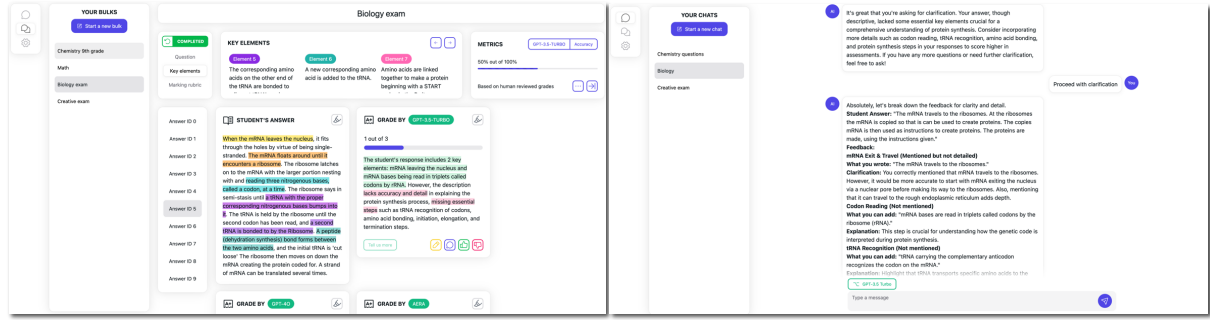 YOUR BULKS
Start a new bulk
Chemistry 9th grade
Math
Biology exam
Creative exam
Biology exam
COMPLETED
Question
Key elements
Marking rubric
KEY ELEMENTS
Element 5
The corresponding amino
acids on the other end of
the tRNA are bonded to
Element 6
A new corresponding amino
acid is added to the tRNA.
Element 7
Amino acids are linked
together to make a protein
beginning with a START
METRICS
GPT-3.5-TURBO
Accuracy
50% out of 100%
Based on human reviewed grades
Answer ID 0
Answer ID 1
Answer ID 2
Answer ID 3
Answer ID 4
Answer ID 5
Answer ID 6
Answer ID 7
Answer ID 8
Answer ID 9
STUDENT'S ANSWER
When the mRNA leaves the nucleus, it fits
through the holes by virtue of being single-
stranded. The mRNA floats around until it
encounters a ribosome. The ribosome latches
on to the mRNA with the larger portion nesting
with and reading three nitrogenous bases,
called a codon, at a time. The ribosome says in
semi-stasis until a tRNA with the proper
corresponding nitrogenous bases bumps into
it. The tRNA is held by the ribosome until the
second codon has been read, and a second
tRNA is bonded to by the Ribosome. A peptide
(dehydration synthesis) bond forms between
the two amino acids, and the initial tRNA is 'cut
loose' The ribosome then moves on down the
mRNA creating the protein coded for. A strand
of mRNA can be translated several times.
A+ GRADE BY GPT-3.5-TURBO
1 out of 3
The student's response includes 2 key
elements: mRNA leaving the nucleus and
mRNA bases being read in triplets called
codons by rRNA. However, the description
lacks accuracy and detail in explaining the
protein synthesis process, missing essential
steps such as tRNA recognition of codons,
amino acid bonding, initiation, elongation, and
termination steps.
Tell us more
A+ GRADE BY GPT-4O
A+ GRADE BY AERA
YOUR CHATS
Start a new chat
Chemistry questions
Biology
Creative exam
AI
It's great that you're asking for clarification. Your answer, though
descriptive, lacked some essential key elements crucial for a
comprehensive understanding of protein synthesis. Consider incorporating
more details such as codon reading, tRNA recognition, amino acid bonding,
and protein synthesis steps in your responses to score higher in
assessments. If you have any more questions or need further clarification,
feel free to ask!
Proceed with clarification
You
AI
Absolutely, let's break down the feedback for clarity and detail.
Student Answer: "The mRNA travels to the ribosomes. At the ribosomes
the mRNA is copied so that is can be used to create proteins. The copies
mRNA is then used as instructions to create proteins. The proteins are
made, using the instructions given."
Feedback:
mRNA Exit & Travel (Mentioned but not detailed)
What you wrote: "The mRNA travels to the ribosomes."
Clarification: You correctly mentioned that mRNA travels to the ribosomes.
However, it would be more accurate to start with mRNA exiting the nucleus
via a nuclear pore before making its way to the ribosomes. Also, mentioning
that it can travel to the rough endoplasmic reticulum adds depth.
Codon Reading (Not mentioned)
What you can add: "mRNA bases are read in triplets called codons by the
ribosome (rRNA)."
Explanation: This step is crucial for understanding how the genetic code is
interpreted during protein synthesis.
tRNA Recognition (Not mentioned)
What you can add: "tRNA carrying the complementary anticodon
recognizes the codon on the mRNA."
Explanation: Highlight that tRNA transports specific amino acids to the
GPT-3.5 Turbo
Type a message